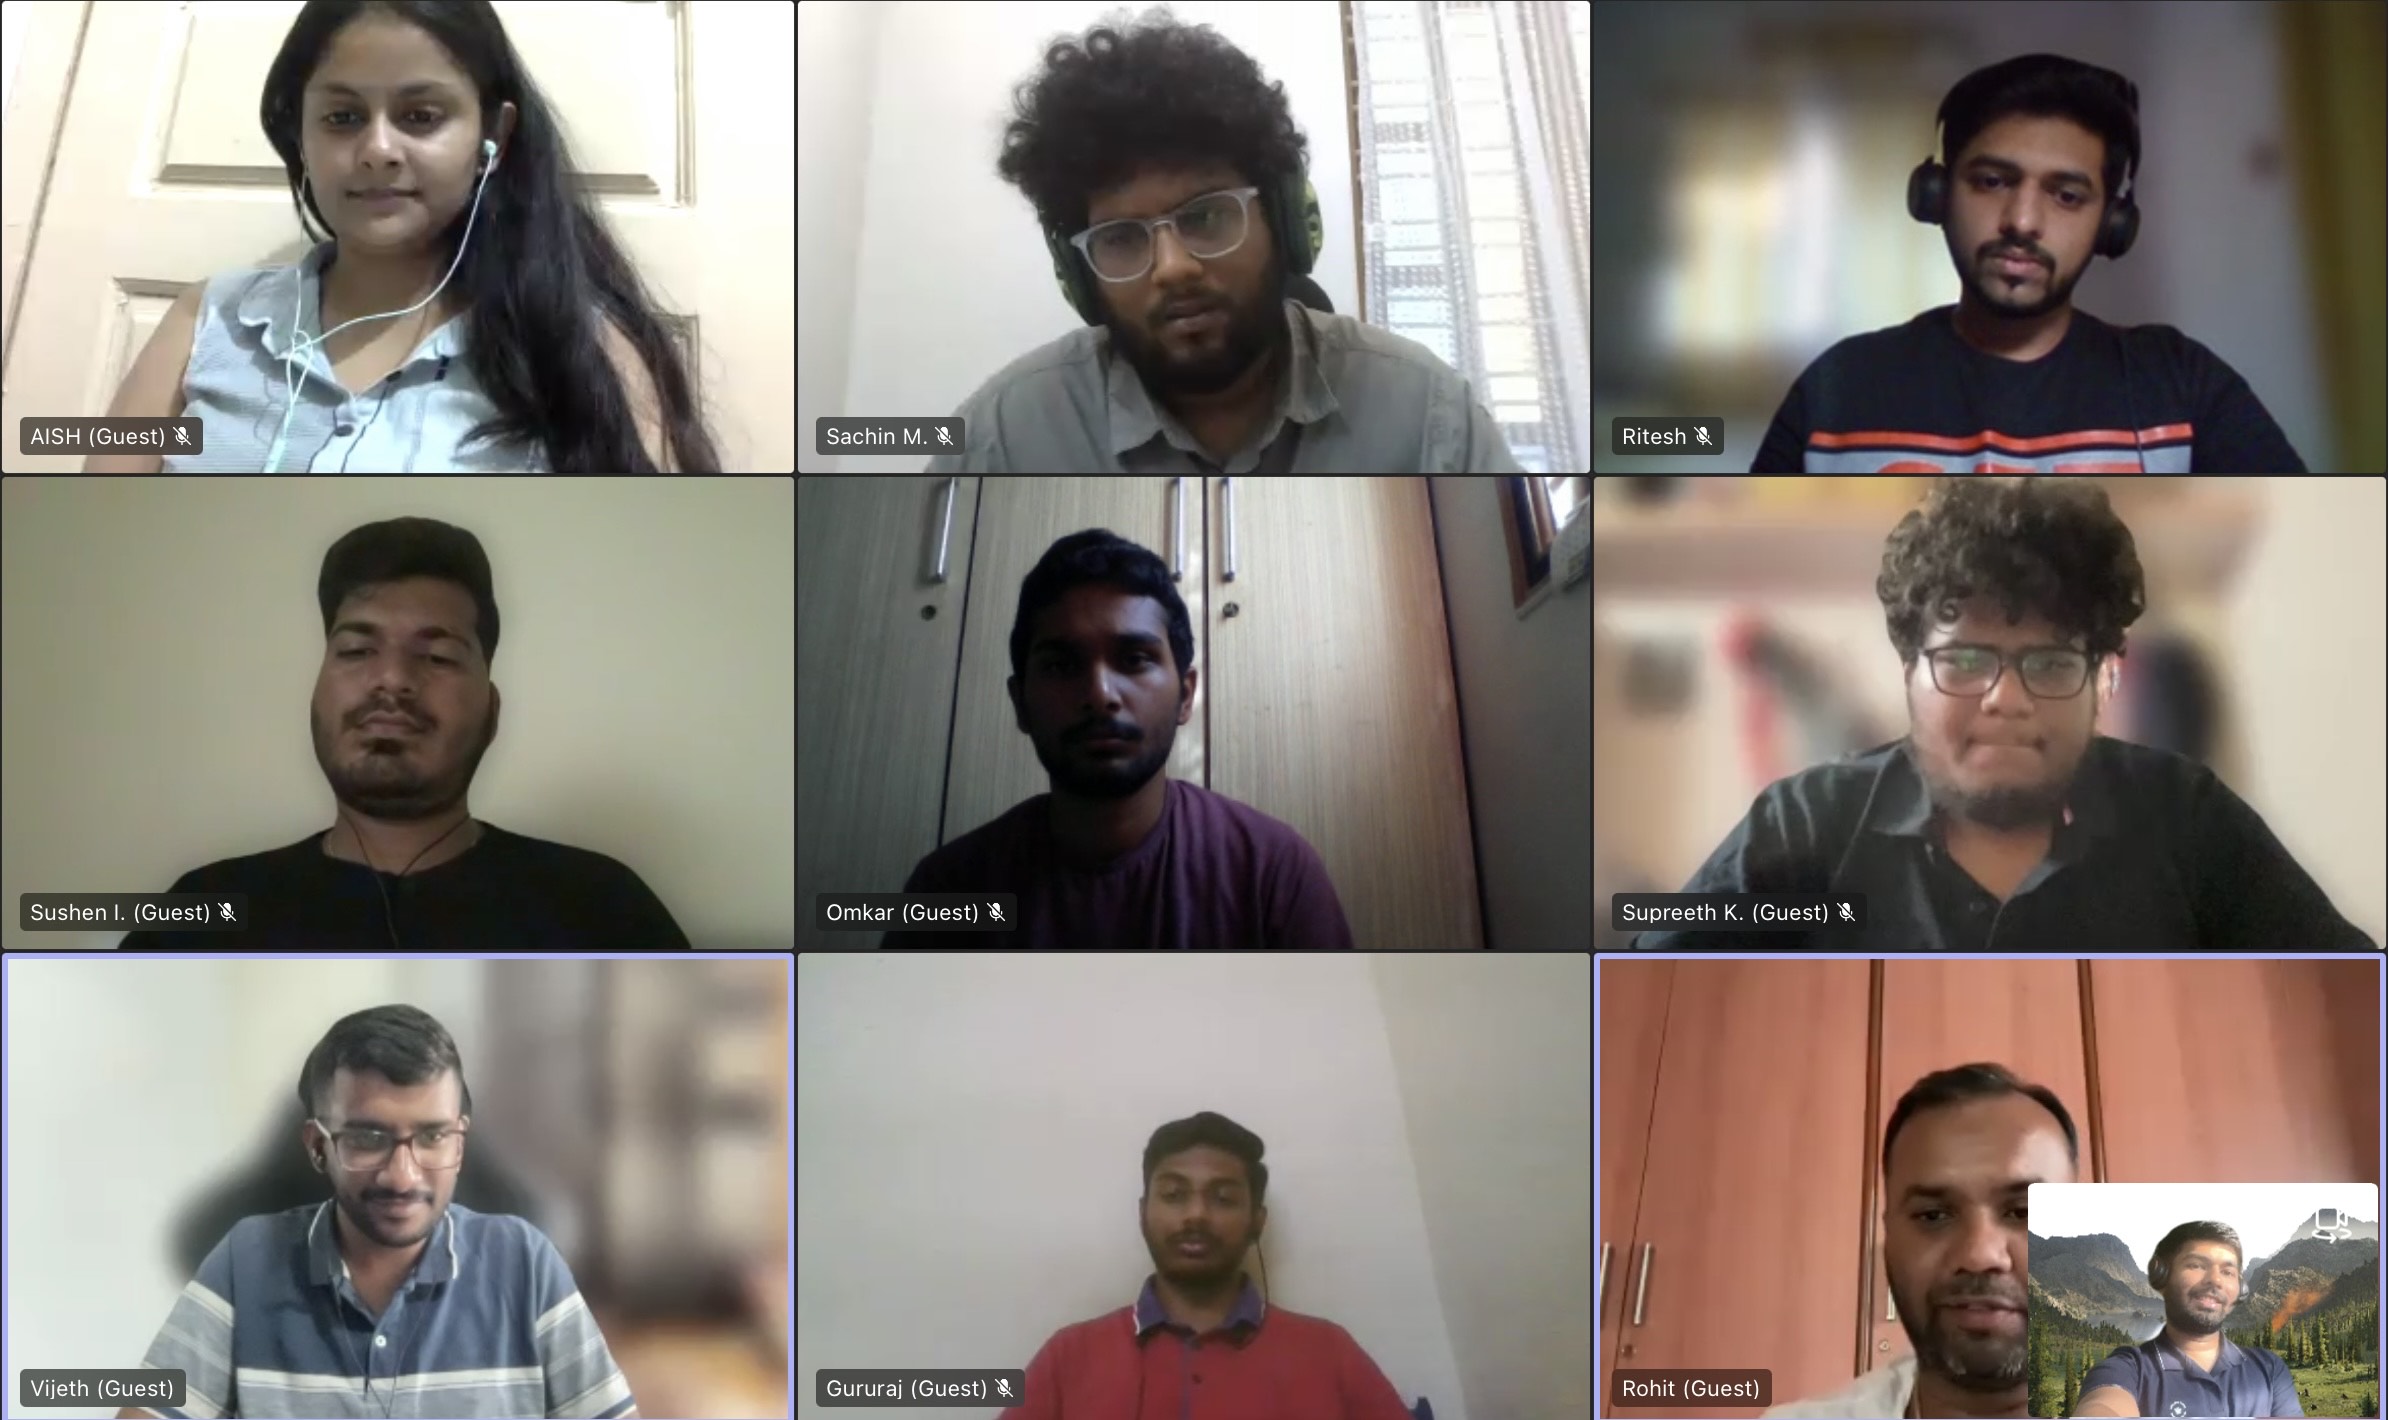 AISH (Guest)
Sachin M.
Ritesh
Sushen I. (Guest)
Omkar (Guest)
Supreeth K. (Guest)
Vijeth (Guest)
Gururaj (Guest)
Rohit (Guest)